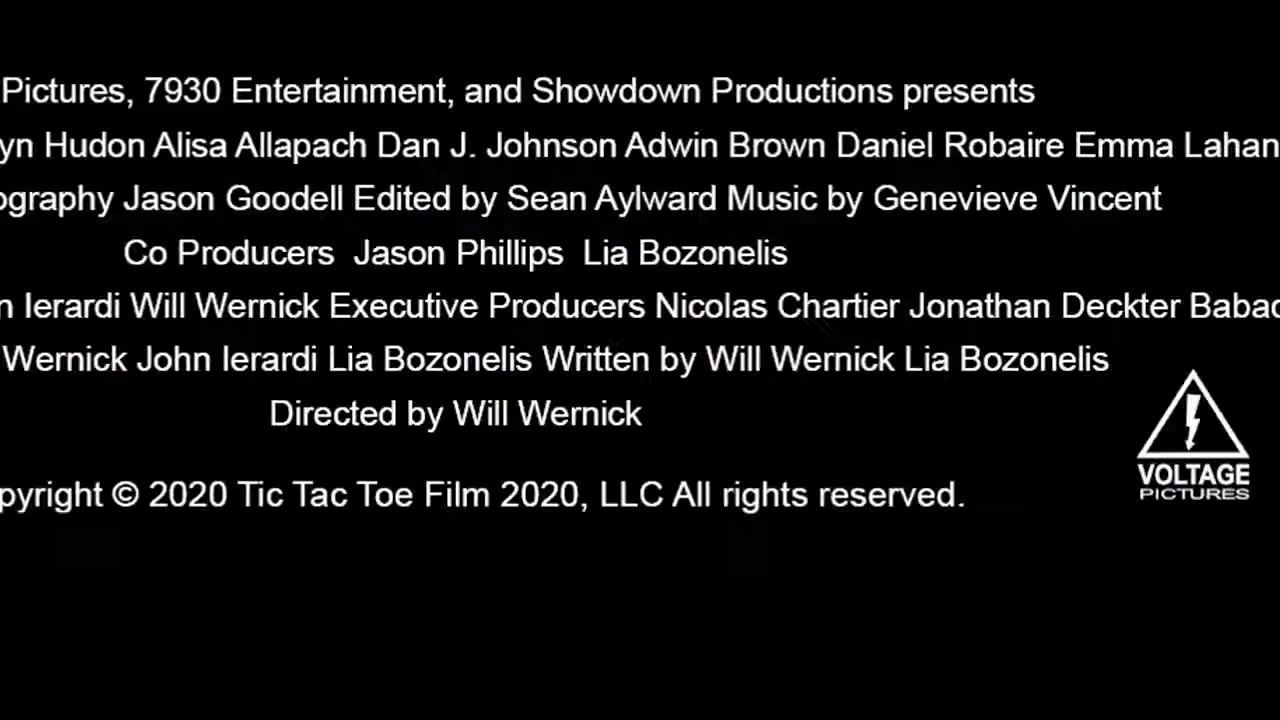 Pictures, 7930 Entertainment, and Showdown Productions presents
yn Hudon Alisa Allapach Dan J. Johnson Adwin Brown Daniel Robaire Emma Lahan
ography Jason Goodell Edited by Sean Aylward Music by Genevieve Vincent
Co Producers Jason Phillips Lia Bozonelis
n Ierardi Will Wernick Executive Producers Nicolas Chartier Jonathan Deckter Babac
Wernick John Ierardi Lia Bozonelis Written by Will Wernick Lia Bozonelis
Directed by Will Wernick
VOLTAGE
PICTURES
pyright © 2020 Tic Tac Toe Film 2020, LLC All rights reserved.